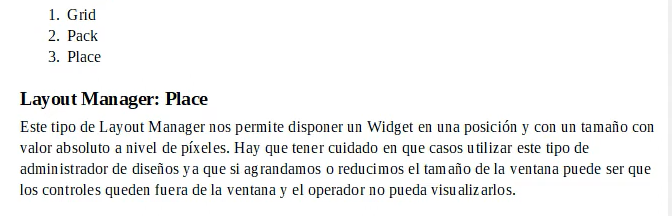 1. Grid
2. Pack
3. Place
Layout Manager: Place
Este tipo de Layout Manager nos permite disponer un Widget en una posición y con un tamaño con
valor absoluto a nivel de píxeles. Hay que tener cuidado en que casos utilizar este tipo de
administrador de diseños ya que si agrandamos o reducimos el tamaño de la ventana puede ser que
los controles queden fuera de la ventana y el operador no pueda visualizarlos.